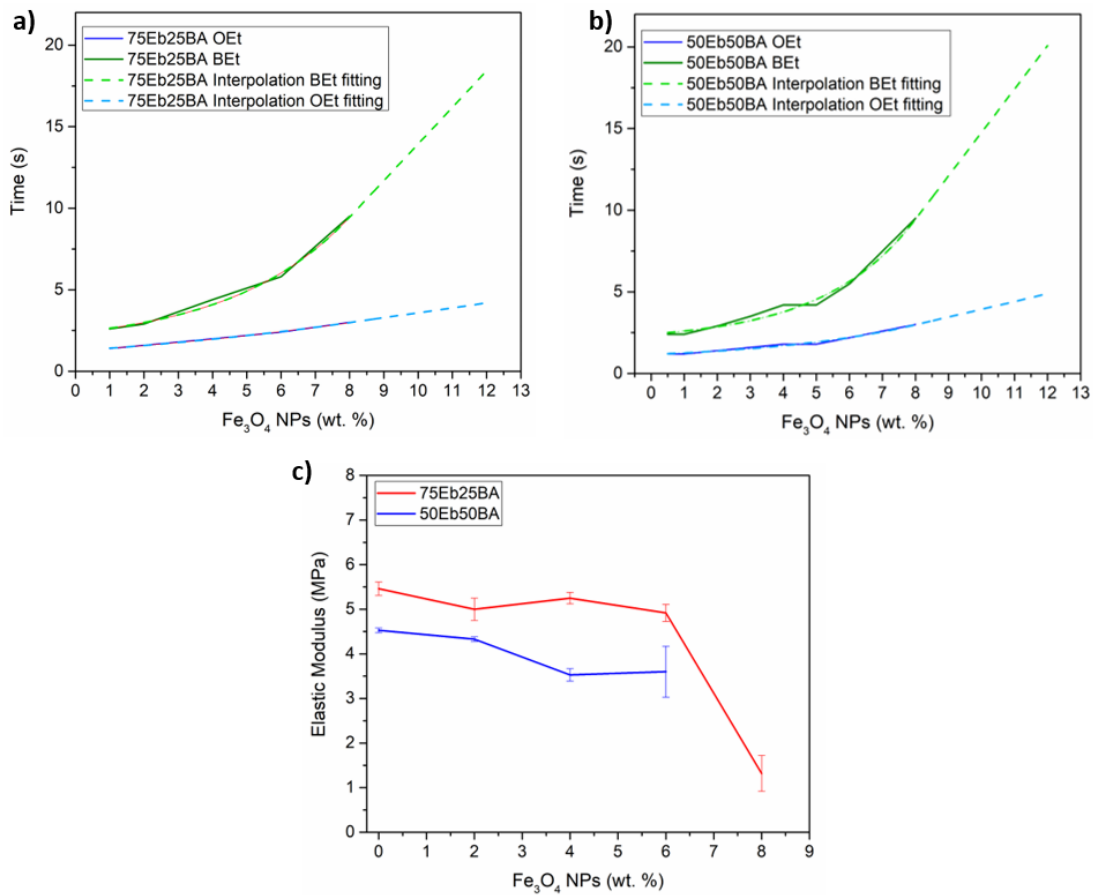 a)
75Eb25BA OEt
75Eb25BA BEt
75Eb25BA Interpolation BEt fitting
75Eb25BA Interpolation OEt fitting
20
15
10
5
0
Time (s)
0 1 2 3 4 5 6 7 8 9 10 11 12 13
Fe₃O₄ NPs (wt. %)
b)
50Eb50BA OEt
50Eb50BA BEt
50Eb50BA Interpolation BEt fitting
50Eb50BA Interpolation OEt fitting
20
15
10
5
0
Time (s)
0 1 2 3 4 5 6 7 8 9 10 11 12 13
Fe₃O₄ NPs (wt. %)
c)
75Eb25BA
50Eb50BA
8
7
6
5
4
3
2
1
0
Elastic Modulus (MPa)
0 1 2 3 4 5 6 7 8 9
Fe₃O₄ NPs (wt. %)